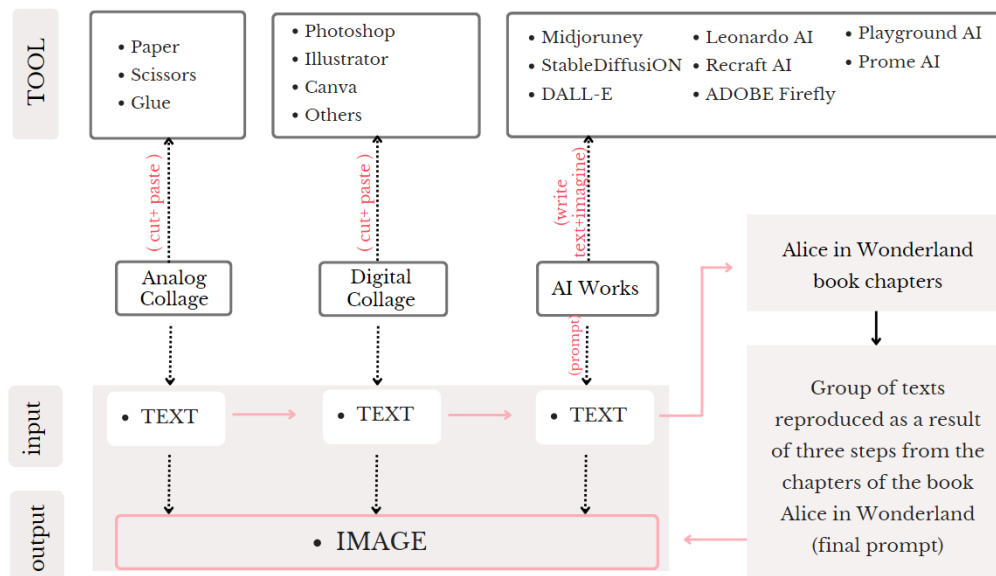 TOOL
• Paper
• Scissors
• Glue
• Photoshop
• Illustrator
• Canva
• Others
• Midjoruney
• StableDiffusiON
• DALL-E
• Leonardo AI
• Recraft AI
• ADOBE Firefly
• Playground AI
• Prome AI
( cut+ paste )
( cut+ paste )
(write
text+imagine)
Analog
Collage
Digital
Collage
AI Works
(prompt)
Alice in Wonderland
book chapters
input
• TEXT
• TEXT
• TEXT
Group of texts
reproduced as a result
of three steps from the
chapters of the book
Alice in Wonderland
(final prompt)
output
• IMAGE